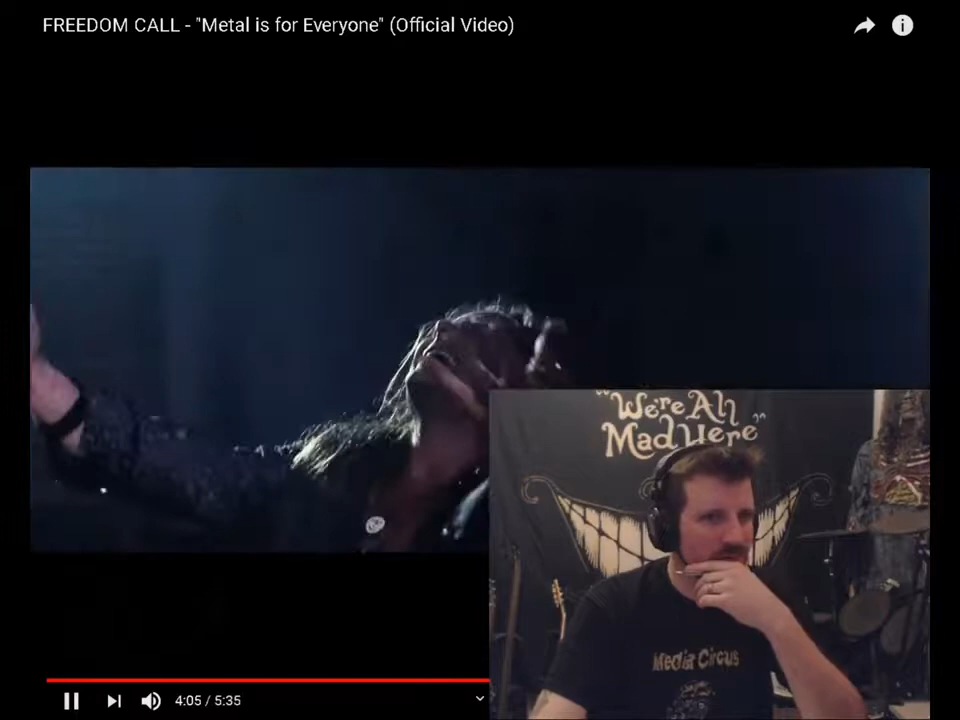 FREEDOM CALL - "Metal is for Everyone" (Official Video)
"We're All
Mad Here"
Media Circus
4:05 / 5:35